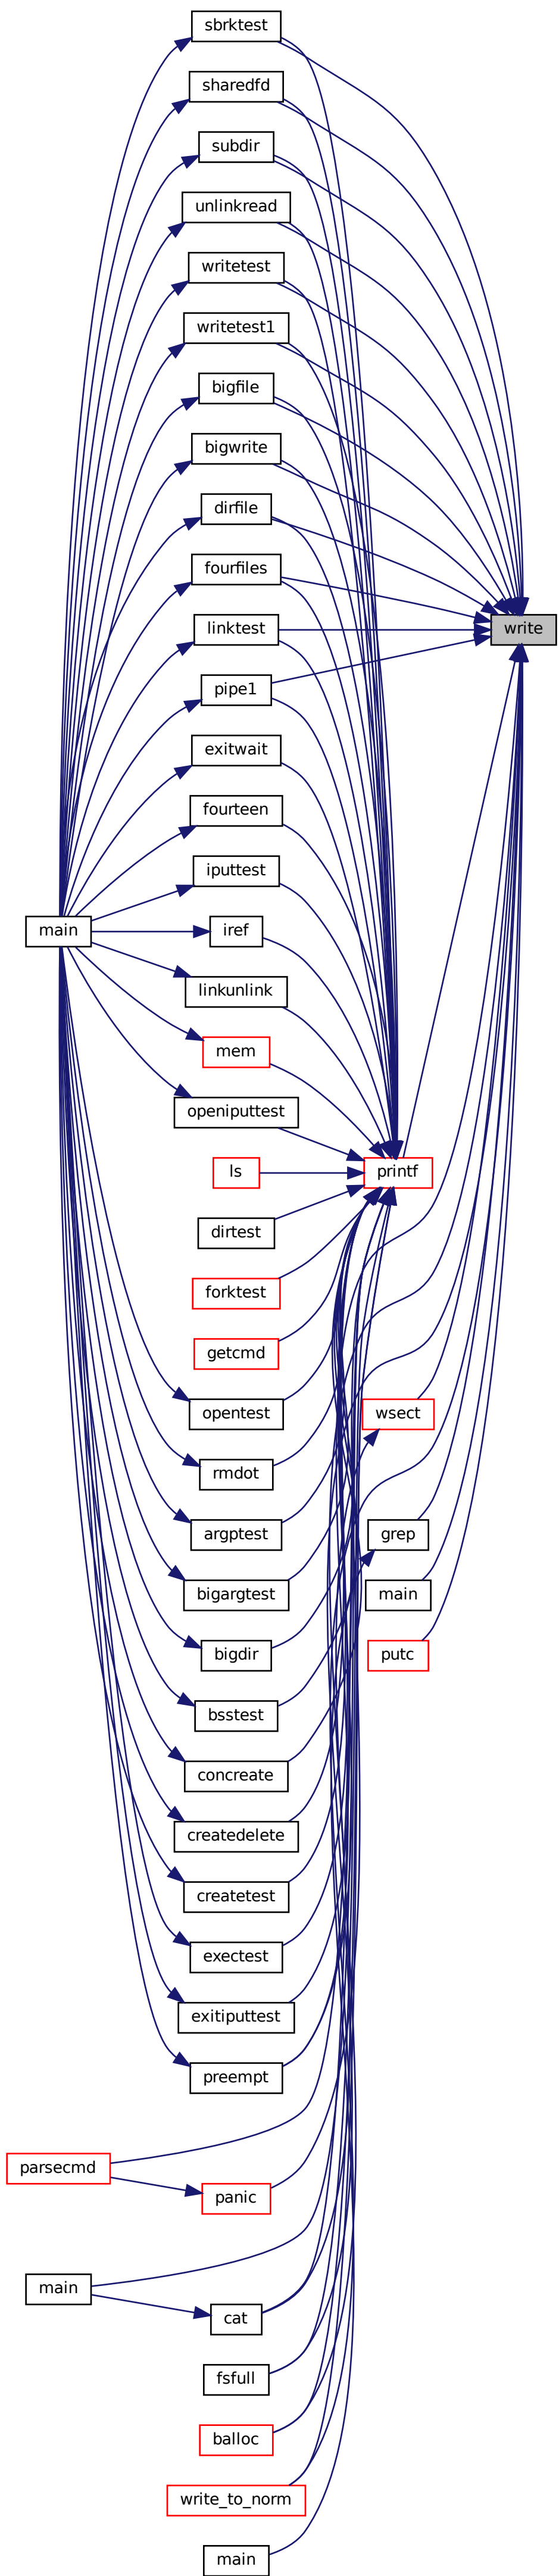 sbrktest
sharedfd
subdir
unlinkread
writetest
writetest1
bigfile
bigwrite
dirfile
fourfiles
linktest
write
pipe1
exitwait
fourteen
iputtest
main
iref
linkunlink
mem
openiputtest
ls
printf
dirtest
forktest
getcmd
opentest
wsect
rmdot
argptest
grep
bigargtest
main
bigdir
putc
bsstest
concreate
createdelete
createtest
exectest
exitiputtest
preempt
parsecmd
panic
main
cat
fsfull
balloc
write_to_norm
main